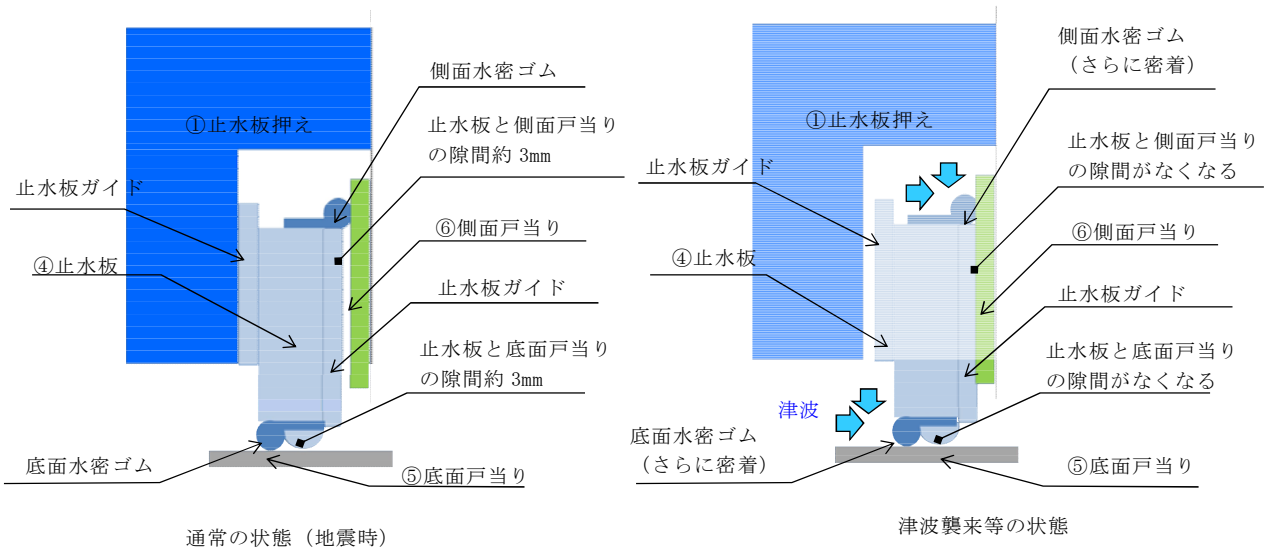 側面水密ゴム
①止水板押え
止水板と側面戸当り
の隙間約 3mm
止水板ガイド
⑥側面戸当り
④止水板
止水板ガイド
止水板と底面戸当り
の隙間約 3mm
底面水密ゴム
⑤底面戸当り
通常の状態（地震時）
側面水密ゴム
（さらに密着）
①止水板押え
止水板と側面戸当り
の隙間がなくなる
止水板ガイド
⑥側面戸当り
④止水板
止水板ガイド
止水板と底面戸当り
の隙間がなくなる
津波
底面水密ゴム
（さらに密着）
⑤底面戸当り
津波襲来等の状態